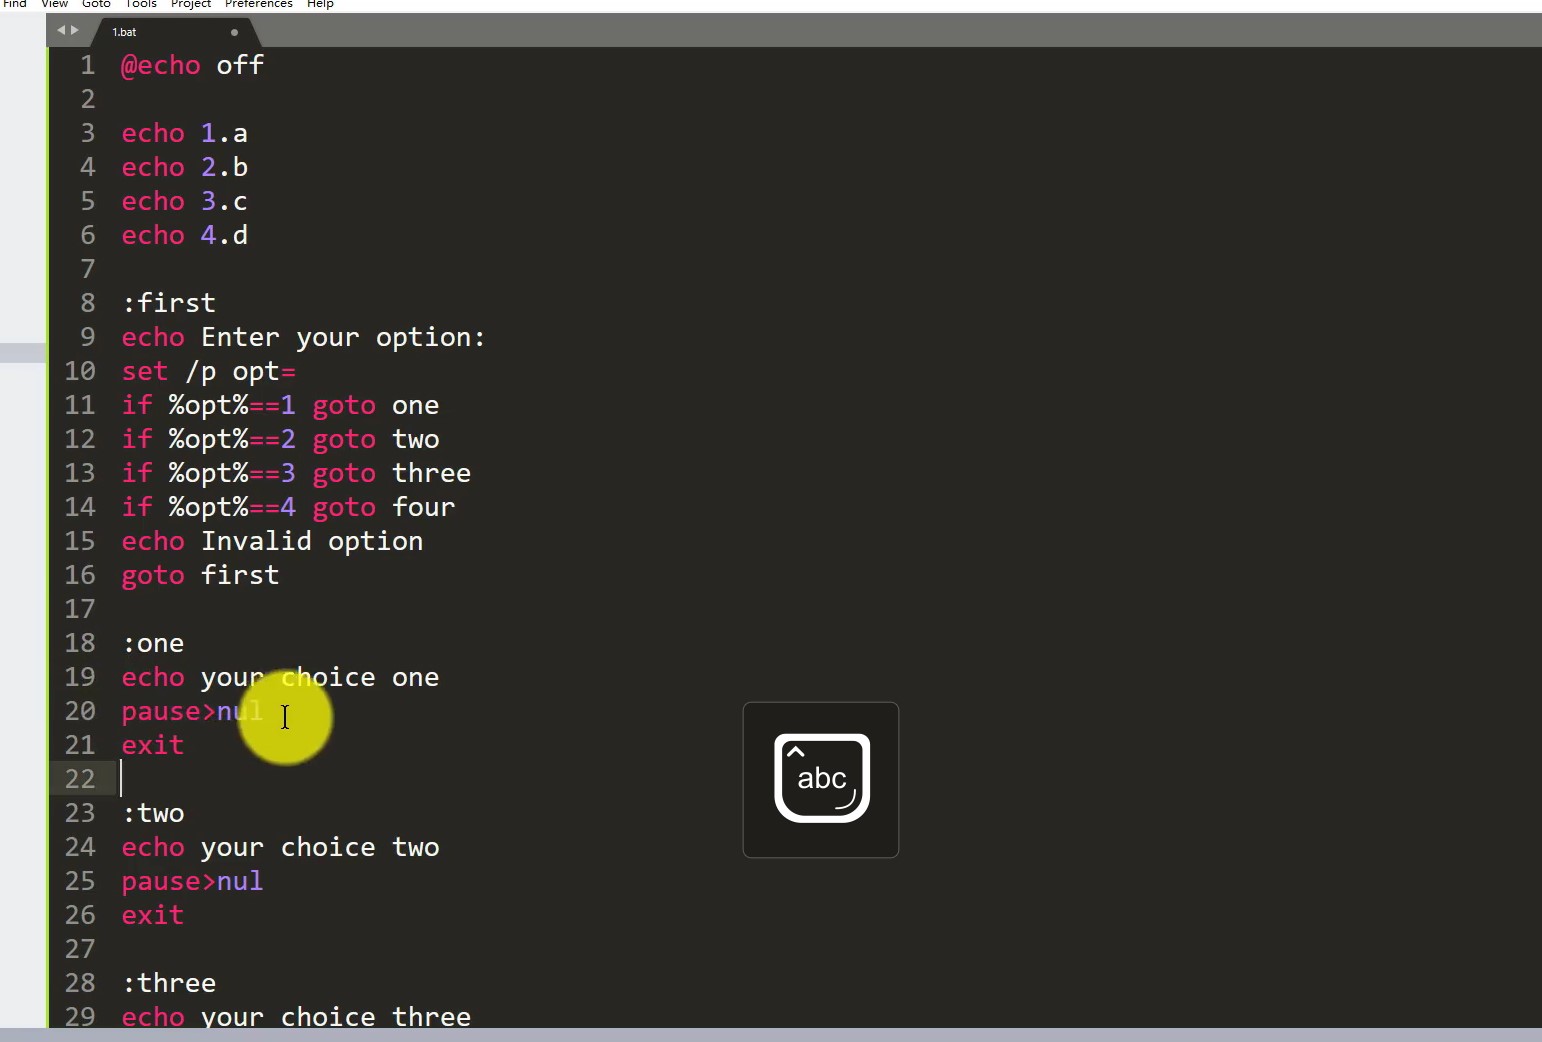 Find View Goto Tools Project Preferences Help
1.bat
1 @echo off
2
3 echo 1.a
4 echo 2.b
5 echo 3.c
6 echo 4.d
7
8 :first
9 echo Enter your option:
10 set /p opt=
11 if %opt%==1 goto one
12 if %opt%==2 goto two
13 if %opt%==3 goto three
14 if %opt%==4 goto four
15 echo Invalid option
16 goto first
17
18 :one
19 echo your choice one
20 pause>nul
21 exit
22
23 :two
24 echo your choice two
25 pause>nul
26 exit
27
28 :three
29 echo your choice three
abc